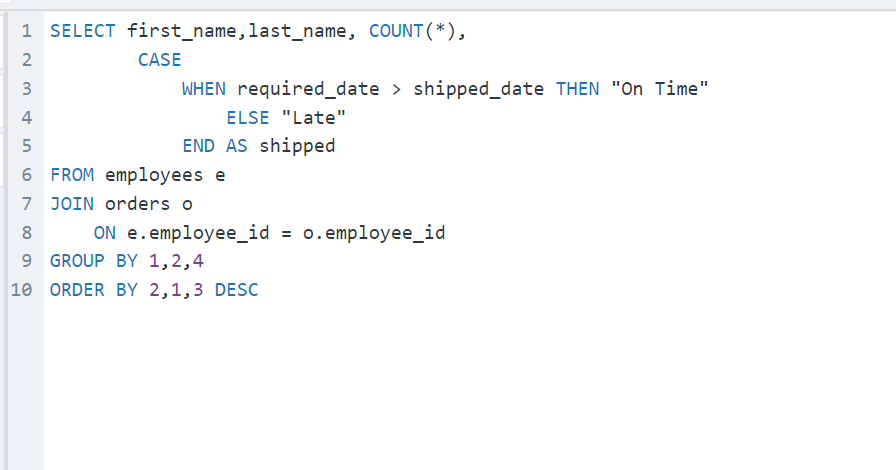 1 SELECT first_name,last_name, COUNT(*),
2 CASE
3 WHEN required_date > shipped_date THEN "On Time"
4 ELSE "Late"
5 END AS shipped
6 FROM employees e
7 JOIN orders o
8 ON e.employee_id = o.employee_id
9 GROUP BY 1,2,4
10 ORDER BY 2,1,3 DESC